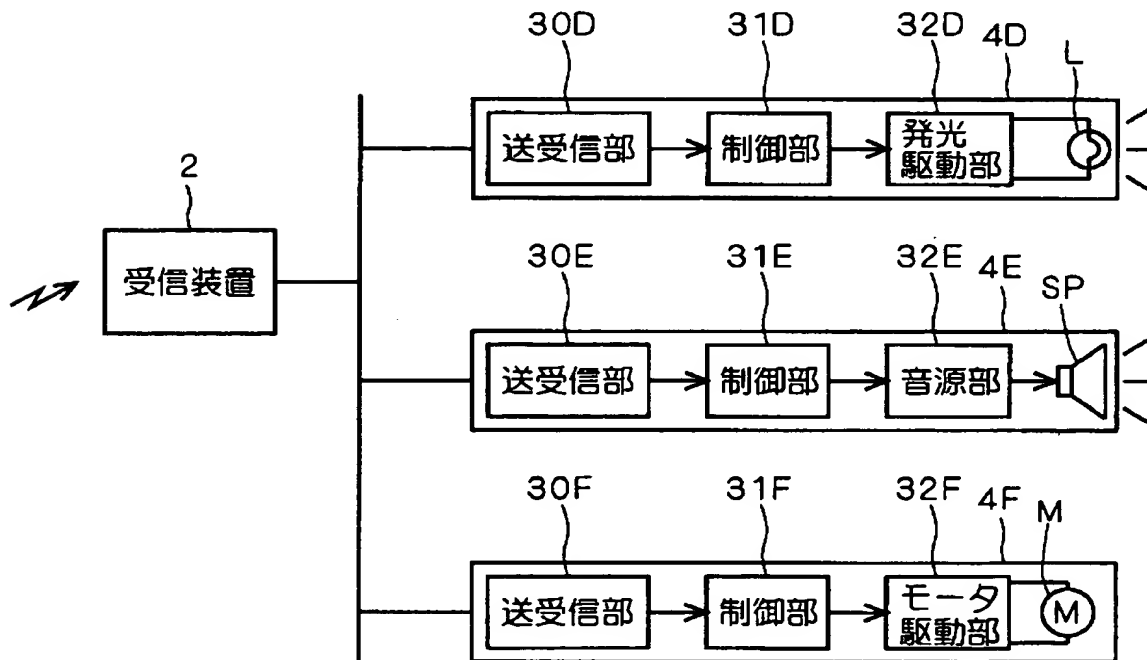 30D
31D
32D
4D
L
送受信部
制御部
発光
駆動部
2
受信装置
30E
31E
32E
4E
SP
送受信部
制御部
音源部
30F
31F
32F
4F
M
送受信部
制御部
モータ
駆動部
M